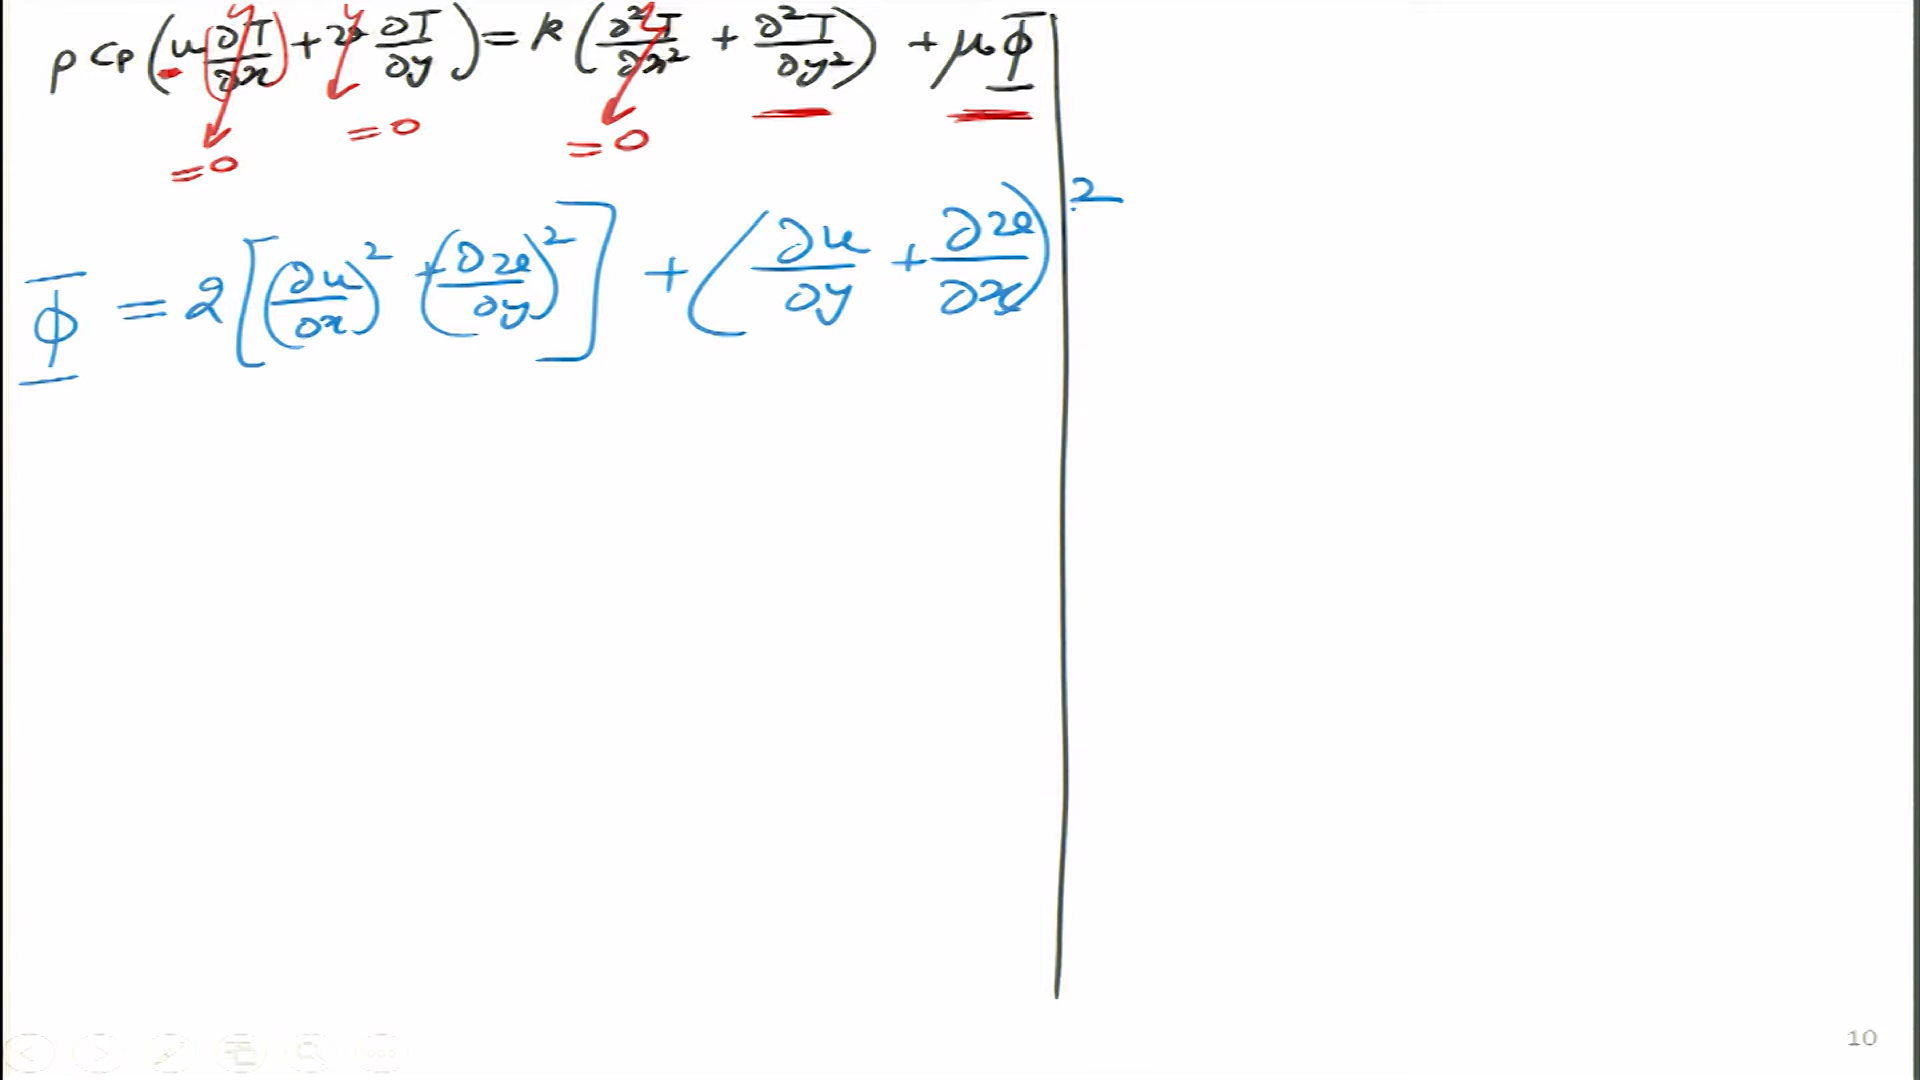 ρ Cp (u ∂T/∂x + v ∂T/∂y) = k (∂²T/∂x² + ∂²T/∂y²) + μ Φ
=0 =0 =0
Φ = 2 [(∂u/∂x)² + (∂v/∂y)²] + (∂u/∂y + ∂v/∂x)²
10